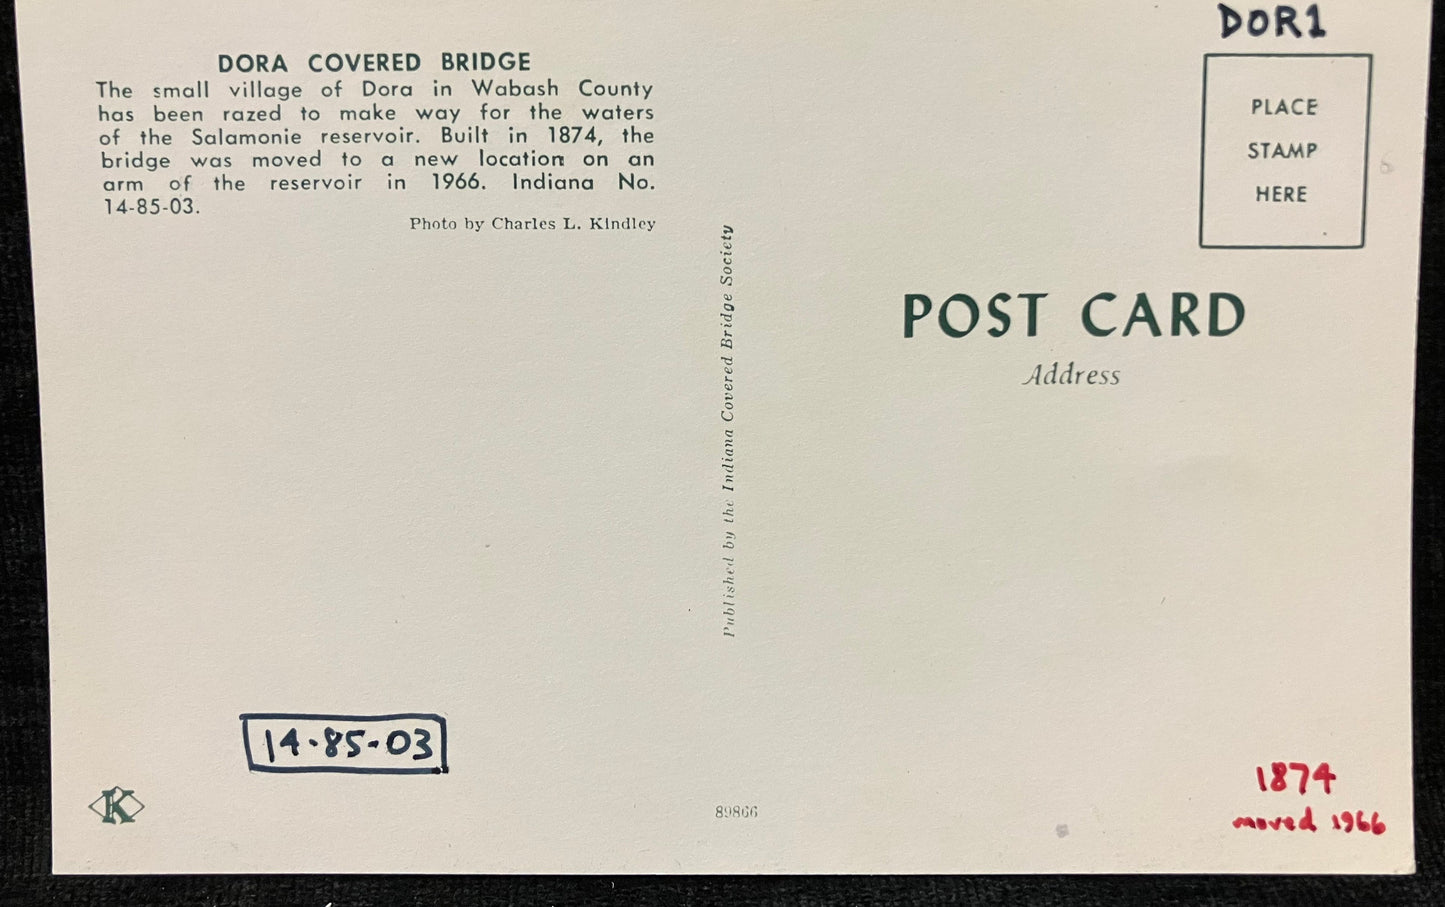 DOR1
DORA COVERED BRIDGE
The small village of Dora in Wabash County
has been razed to make way for the waters
of the Salamonie reservoir. Built in 1874, the
bridge was moved to a new location on an
arm of the reservoir in 1966. Indiana No.
14-85-03.
Photo by Charles L. Kindley
Published by the Indiana Covered Bridge Society
PLACE
STAMP
HERE
POST CARD
Address
14-85-03
K
89866
1874
moved 1966